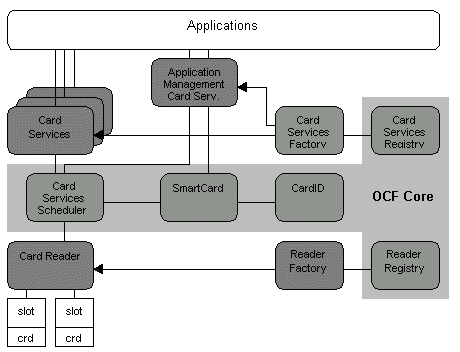 Applications
Application
Management
Card Serv.
Card
Services
Card
Services
Factory
Card
Services
Registry
Card
Services
Scheduler
SmartCard
CardID
OCF Core
Card Reader
Reader
Factory
Reader
Registry
slot
slot
crd
crd